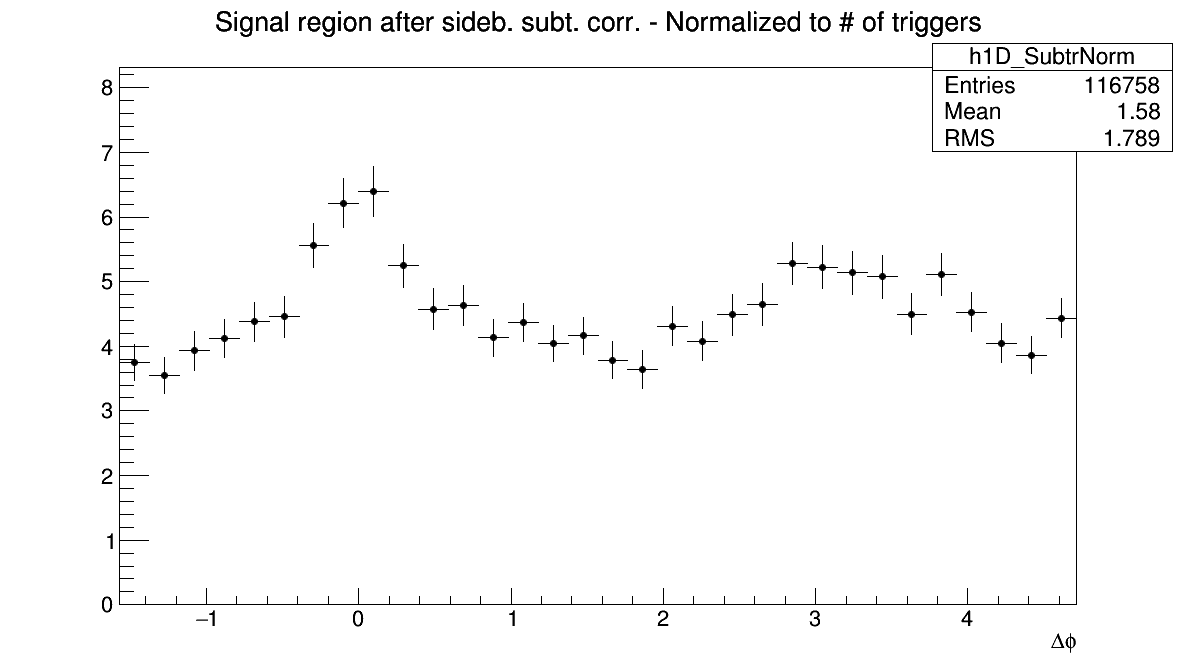 Signal region after sideb. subt. corr. - Normalized to # of triggers
h1D_SubtrNorm
Entries 116758
Mean 1.58
RMS 1.789
8
7
6
5
4
3
2
1
0
−1 0 1 2 3 4
Δϕ